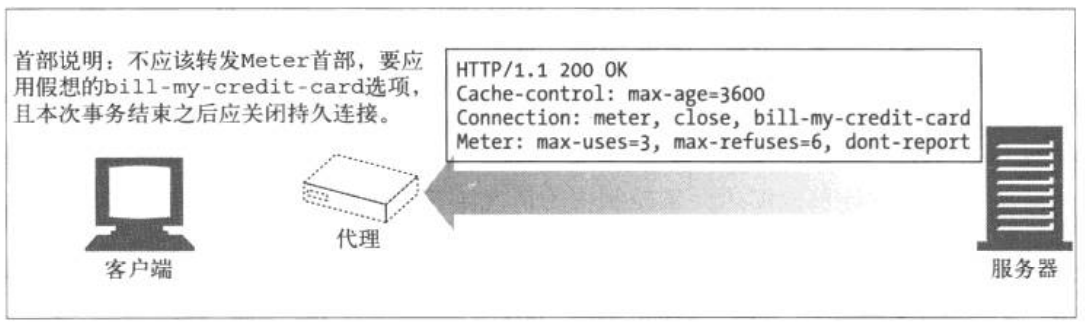 首部说明：不应该转发Meter首部，要应
用假想的bill-my-credit-card选项，
且本次事务结束之后应关闭持久连接。
HTTP/1.1 200 OK
Cache-control: max-age=3600
Connection: meter, close, bill-my-credit-card
Meter: max-uses=3, max-refuses=6, dont-report
客户端
代理
服务器